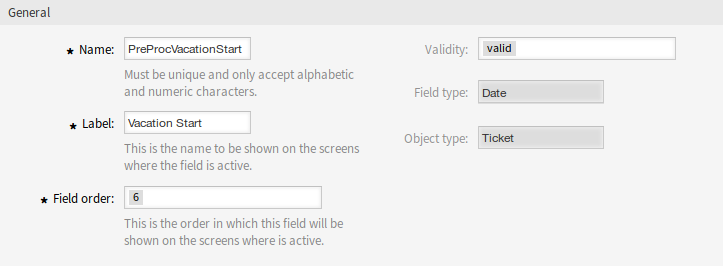 General
★ Name: PreProcVacationStart
Must be unique and only accept alphabetic
and numeric characters.
★ Label: Vacation Start
This is the name to be shown on the screens
where the field is active.
★ Field order: 6
This is the order in which this field will be
shown on the screens where is active.
Validity: valid
Field type: Date
Object type: Ticket